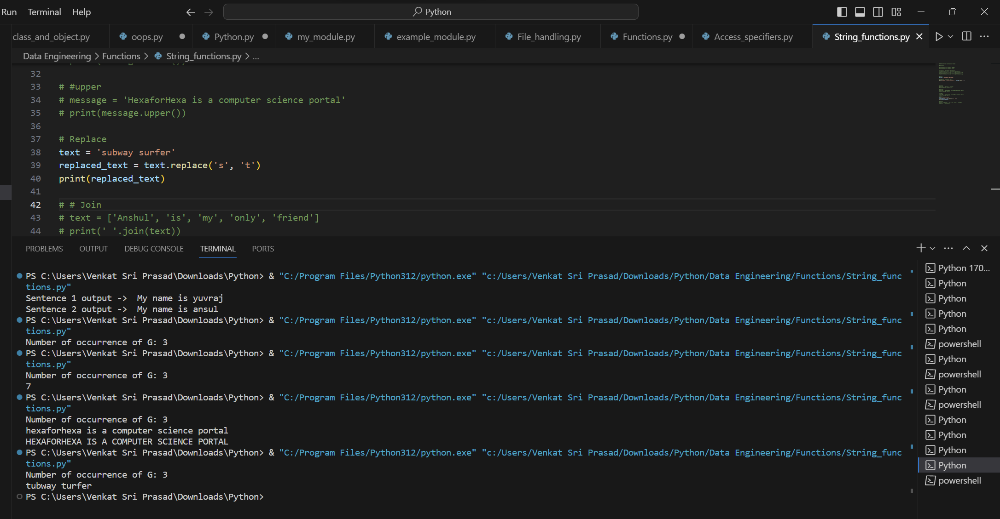 Run Terminal Help
Python
class_and_object.py oops.py Python.py my_module.py example_module.py File_handling.py Functions.py Access_specifiers.py String_functions.py
Data Engineering > Functions > String_functions.py > ...
32
33 # #upper
34 # message = 'HexaforHexa is a computer science portal'
35 # print(message.upper())
36
37 # Replace
38 text = 'subway surfer'
39 replaced_text = text.replace('s', 't')
40 print(replaced_text)
41
42 # # Join
43 # text = ['Anshul', 'is', 'my', 'only', 'friend']
44 # print(' '.join(text))
PROBLEMS OUTPUT DEBUG CONSOLE TERMINAL PORTS
PS C:\Users\Venkat Sri Prasad\Downloads\Python> & "C:/Program Files/Python312/python.exe" "c:/Users/Venkat Sri Prasad/Downloads/Python/Data Engineering/Functions/String_func
tions.py"
Sentence 1 output ->  My name is yuvraj
Sentence 2 output ->  My name is ansul
PS C:\Users\Venkat Sri Prasad\Downloads\Python> & "C:/Program Files/Python312/python.exe" "c:/Users/Venkat Sri Prasad/Downloads/Python/Data Engineering/Functions/String_func
tions.py"
Number of occurrence of G: 3
PS C:\Users\Venkat Sri Prasad\Downloads\Python> & "C:/Program Files/Python312/python.exe" "c:/Users/Venkat Sri Prasad/Downloads/Python/Data Engineering/Functions/String_func
tions.py"
Number of occurrence of G: 3
7
PS C:\Users\Venkat Sri Prasad\Downloads\Python> & "C:/Program Files/Python312/python.exe" "c:/Users/Venkat Sri Prasad/Downloads/Python/Data Engineering/Functions/String_func
tions.py"
Number of occurrence of G: 3
hexaforhexa is a computer science portal
HEXAFORHEXA IS A COMPUTER SCIENCE PORTAL
PS C:\Users\Venkat Sri Prasad\Downloads\Python> & "C:/Program Files/Python312/python.exe" "c:/Users/Venkat Sri Prasad/Downloads/Python/Data Engineering/Functions/String_func
tions.py"
Number of occurrence of G: 3
tubway turfer
PS C:\Users\Venkat Sri Prasad\Downloads\Python>
Python 170...
Python
Python
Python
Python
powershell
Python
powershell
Python
powershell
Python
Python
Python
Python
powershell